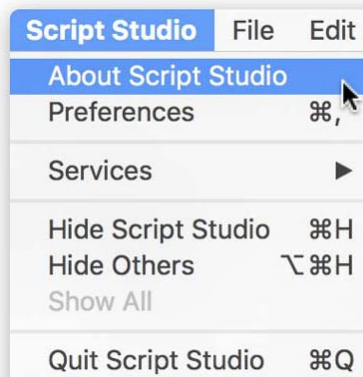 Script Studio File Edit
About Script Studio
Preferences ⌘,
Services ▶
Hide Script Studio ⌘H
Hide Others ⌥⌘H
Show All
Quit Script Studio ⌘Q